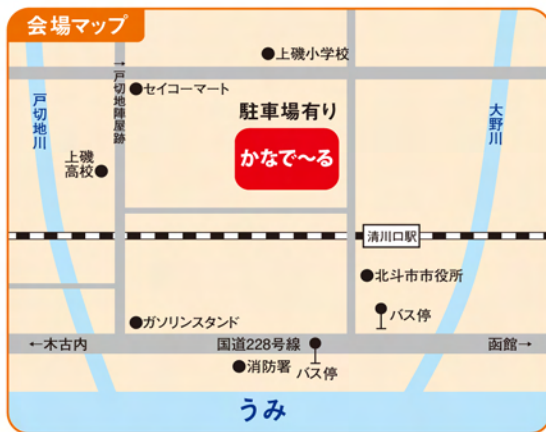 会場マップ
●上磯小学校
→戸切地陣屋跡
●セイコーマート
戸切地川
駐車場有り
大野川
かなで〜る
上磯
高校●
清川口駅
●北斗市市役所
バス停
●ガソリンスタンド
←木古内
国道228号線
函館→
●消防署
バス停
うみ